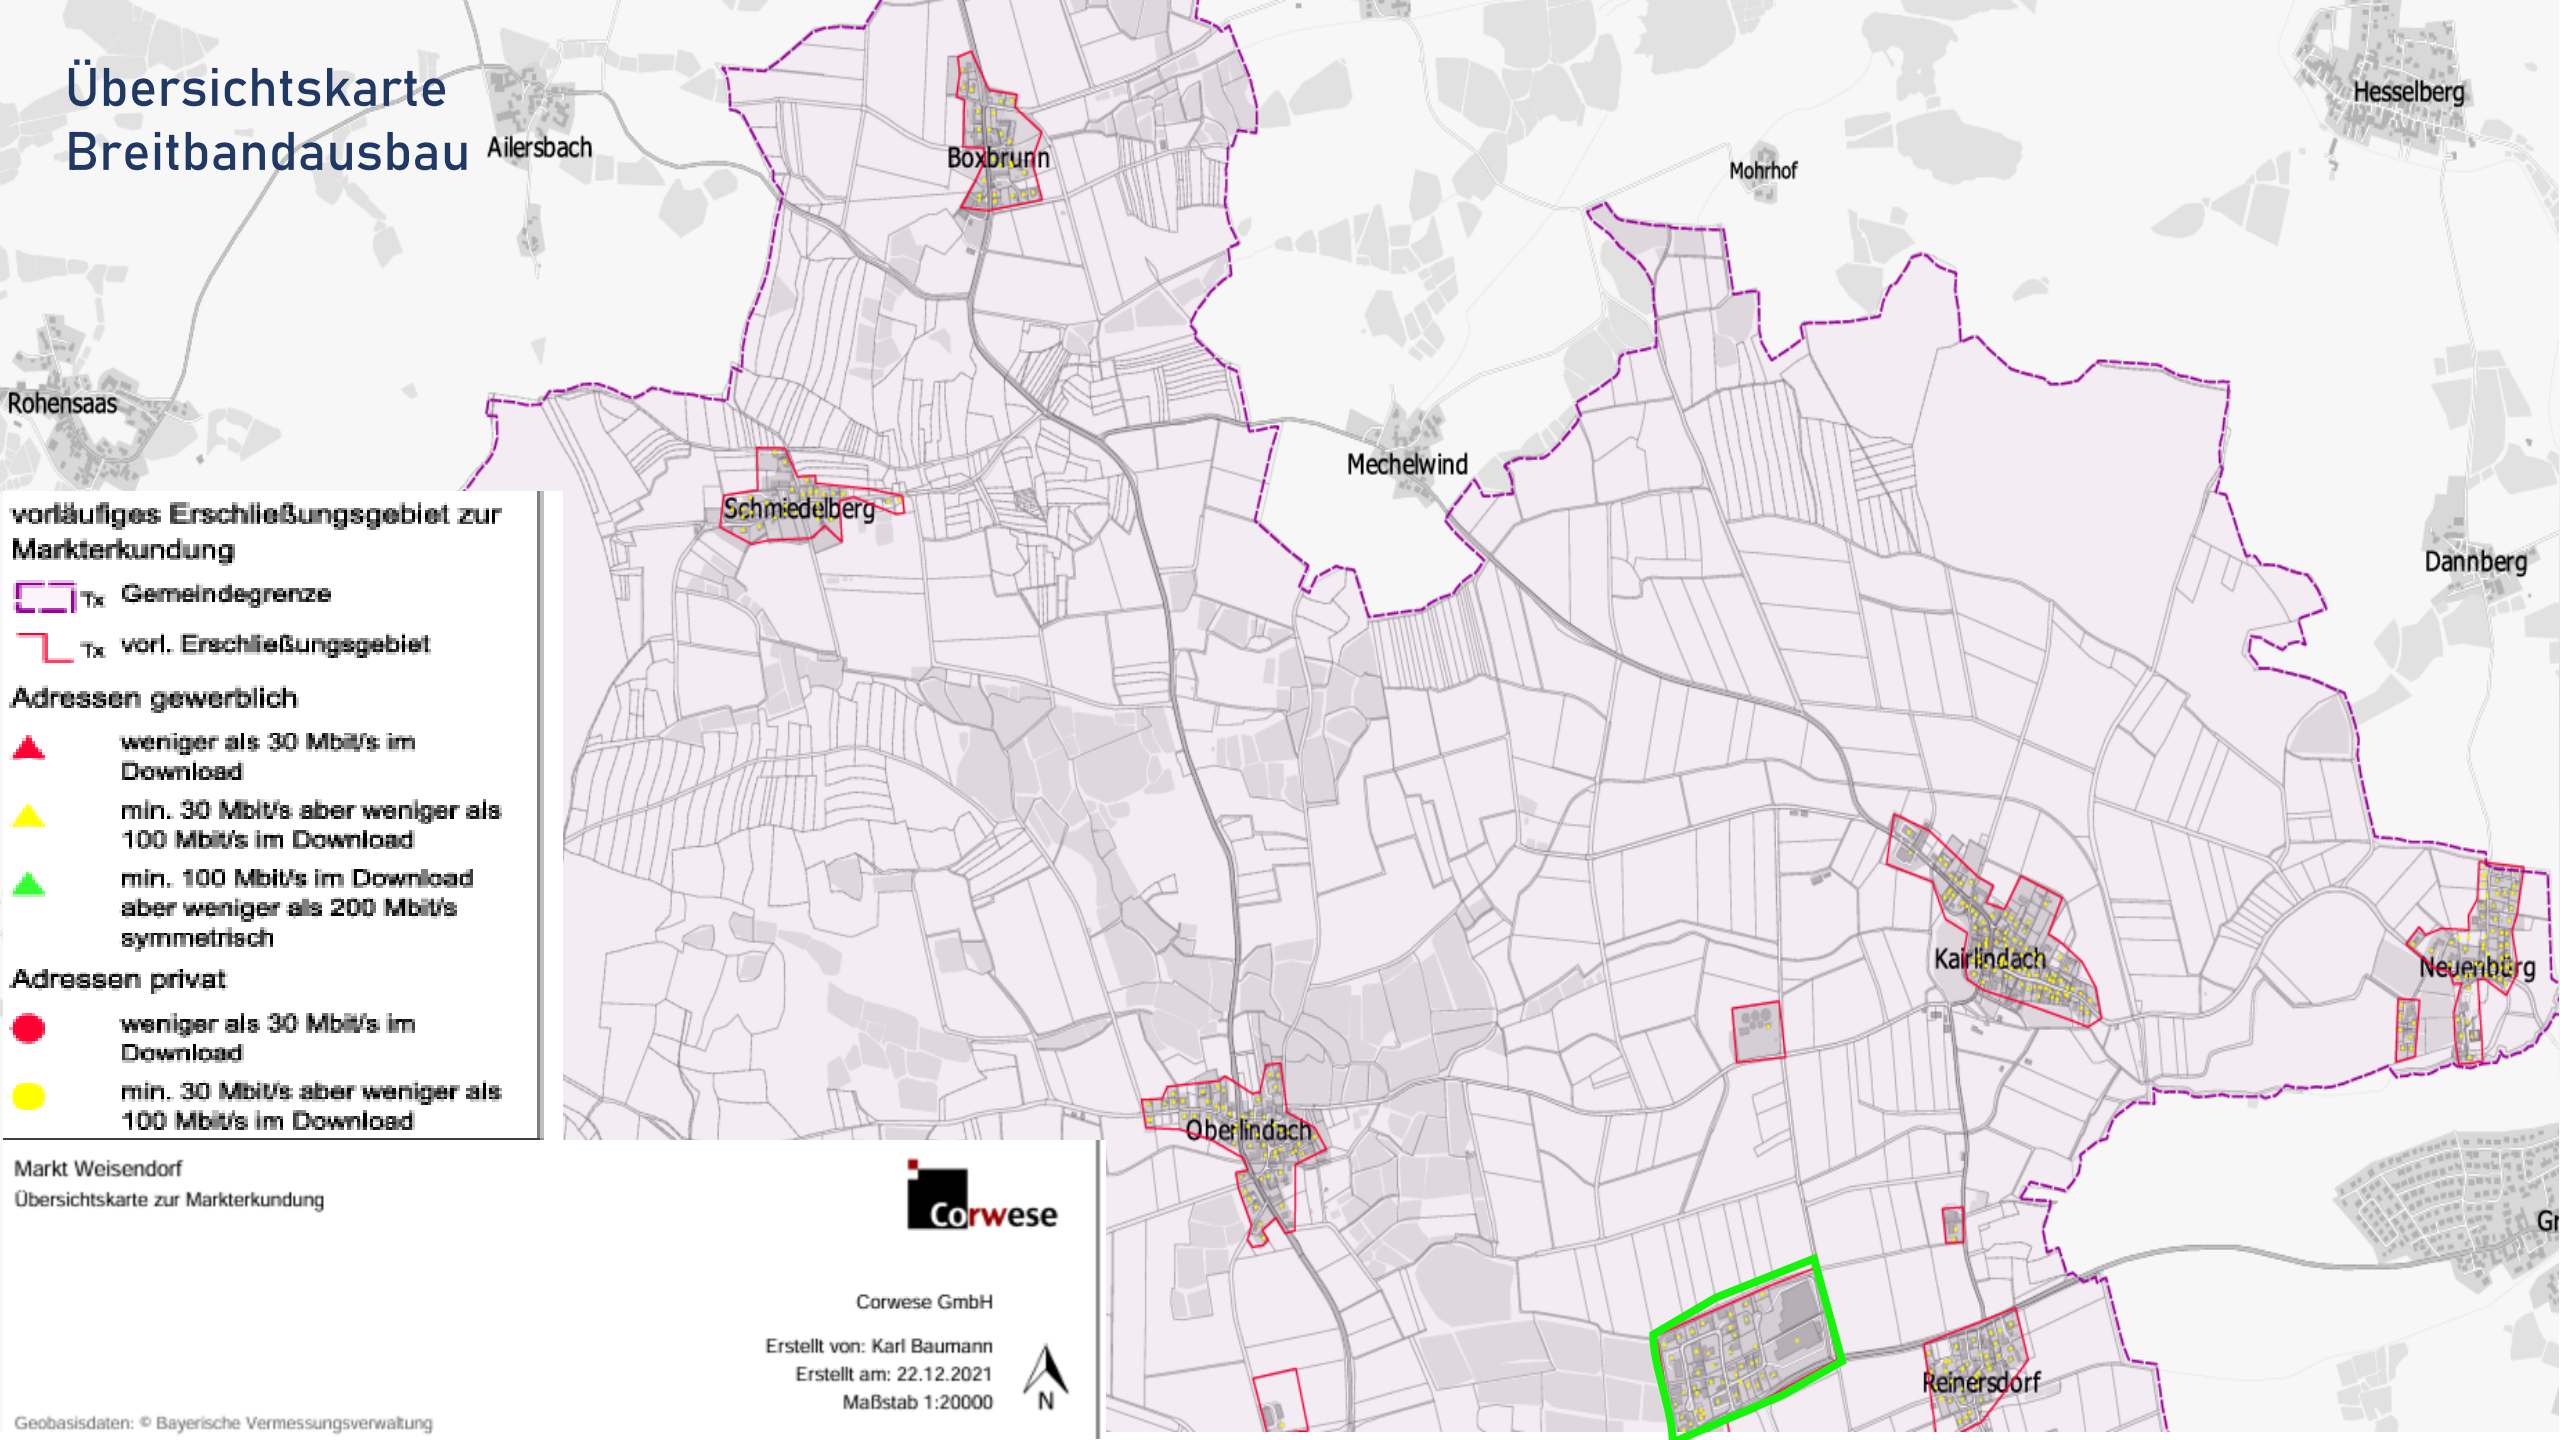 Übersichtskarte
Breitbandausbau
Ailersbach
Boxbrunn
Hesselberg
Mohrhof
Rohensaas
Mechelwind
Schmiedelberg
Dannberg
vorläufiges Erschließungsgebiet zur
Markterkundung
Tx Gemeindegrenze
Tx vorl. Erschließungsgebiet
Adressen gewerblich
weniger als 30 Mbit/s im
Download
min. 30 Mbit/s aber weniger als
100 Mbit/s im Download
min. 100 Mbit/s im Download
aber weniger als 200 Mbit/s
symmetrisch
Adressen privat
weniger als 30 Mbit/s im
Download
min. 30 Mbit/s aber weniger als
100 Mbit/s im Download
Kairlindach
Neuenbürg
Oberlindach
Gr
Reinersdorf
Markt Weisendorf
Übersichtskarte zur Markterkundung
Corwese
Corwese GmbH
Erstellt von: Karl Baumann
Erstellt am: 22.12.2021
Maßstab 1:20000
N
Geobasisdaten: © Bayerische Vermessungsverwaltung